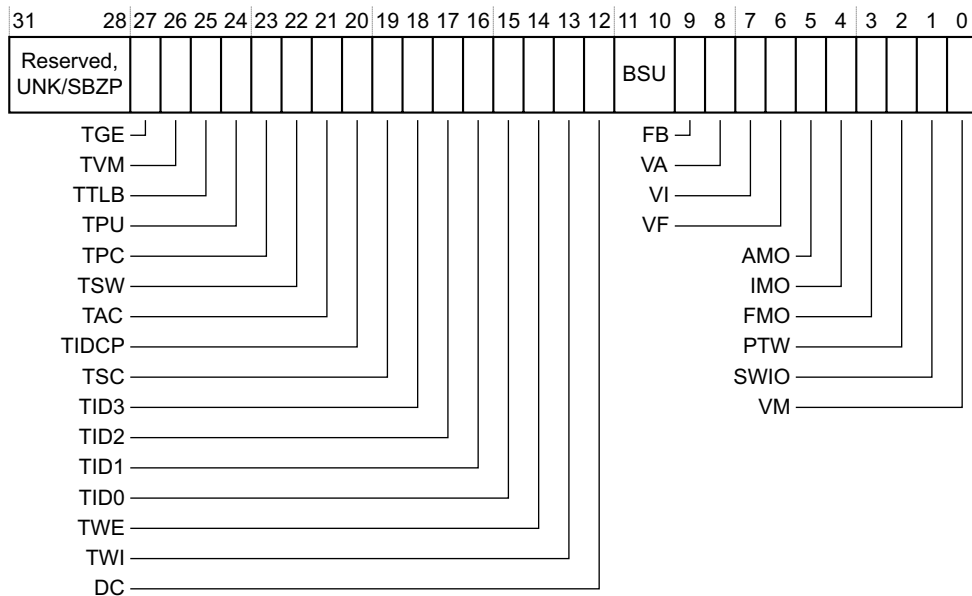 31 28 27 26 25 24 23 22 21 20 19 18 17 16 15 14 13 12 11 10 9 8 7 6 5 4 3 2 1 0
Reserved,
UNK/SBZP
BSU
TGE
TVM
TTLB
TPU
TPC
TSW
TAC
TIDCP
TSC
TID3
TID2
TID1
TID0
TWE
TWI
DC
FB
VA
VI
VF
AMO
IMO
FMO
PTW
SWIO
VM